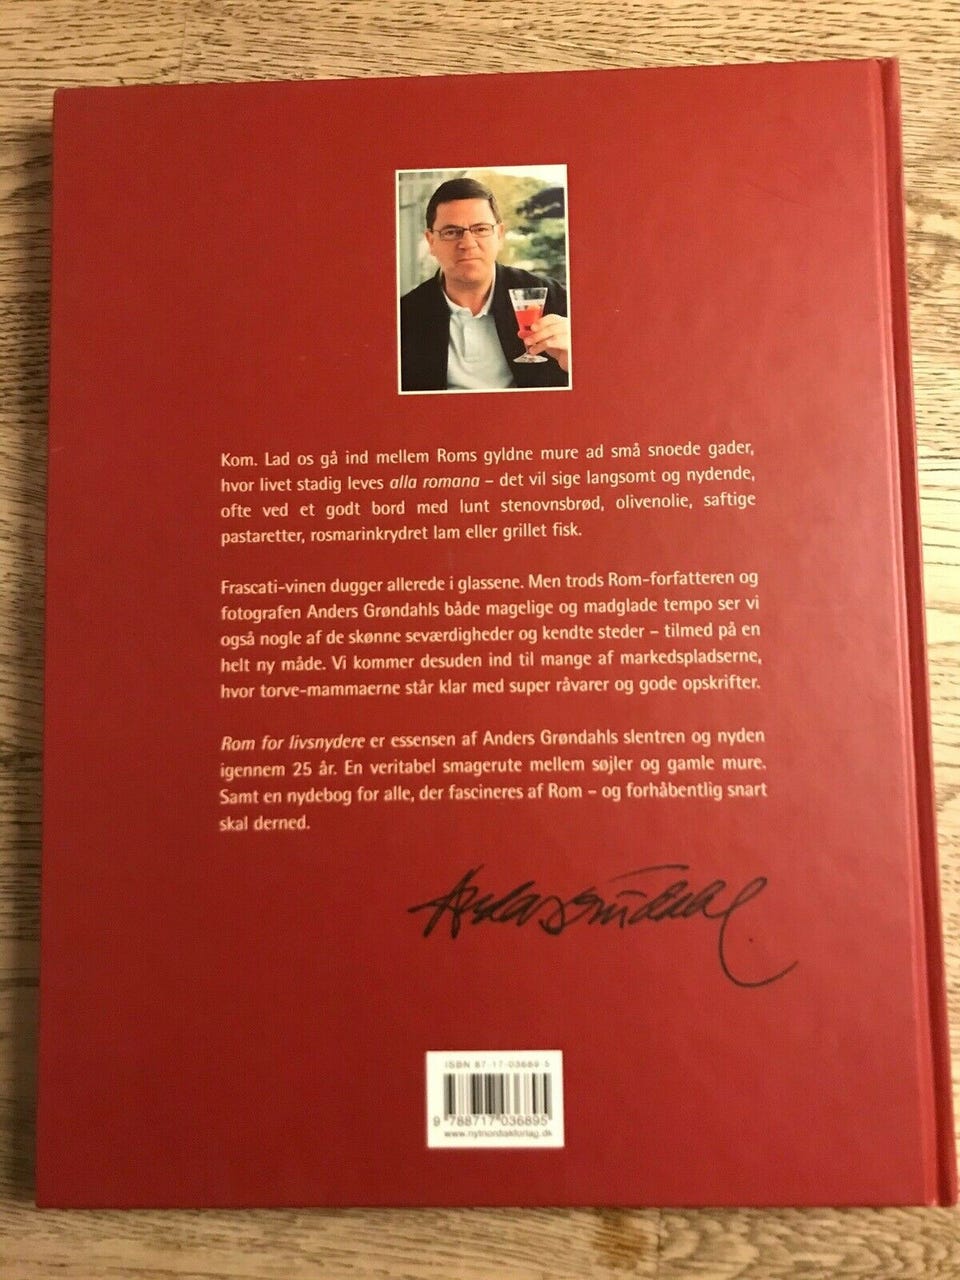 Kom. Lad os gå ind mellem Roms gyldne mure ad små snoede gader,
hvor livet stadig leves alla romana – det vil sige langsomt og nydende,
ofte ved et godt bord med lunt stenovnsbrød, olivenolie, saftige
pastaretter, rosmarinkrydret lam eller grillet fisk.
Frascati-vinen dugger allerede i glassene. Men trods Rom-forfatteren og
fotografen Anders Grøndahls både magelige og madglade tempo ser vi
også nogle af de skønne seværdigheder og kendte steder – tilmed på en
helt ny måde. Vi kommer desuden ind til mange af markedspladserne,
hvor torve-mammaerne står klar med super råvarer og gode opskrifter.
Rom for livsnydere er essensen af Anders Grøndahls slentren og nyden
igennem 25 år. En veritabel smagerute mellem søjler og gamle mure.
Samt en nydebog for alle, der fascineres af Rom – og forhåbentlig snart
skal derned.
Anders Grøndahl
ISBN 87-17-03689-5
9 788717 036895
www.nytnordiskforlag.dk